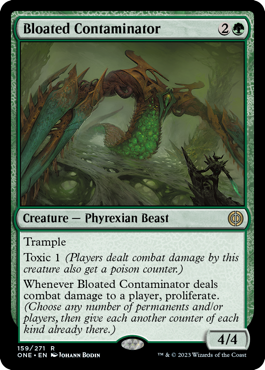 Bloated Contaminator 2
Creature — Phyrexian Beast
Trample
Toxic 1 (Players dealt combat damage by this
creature also get a poison counter.)
Whenever Bloated Contaminator deals
combat damage to a player, proliferate.
(Choose any number of permanents and/or
players, then give each another counter of each
kind already there.)
4/4
159/271 R
ONE • EN Johann Bodin ™ & © 2023 Wizards of the Coast